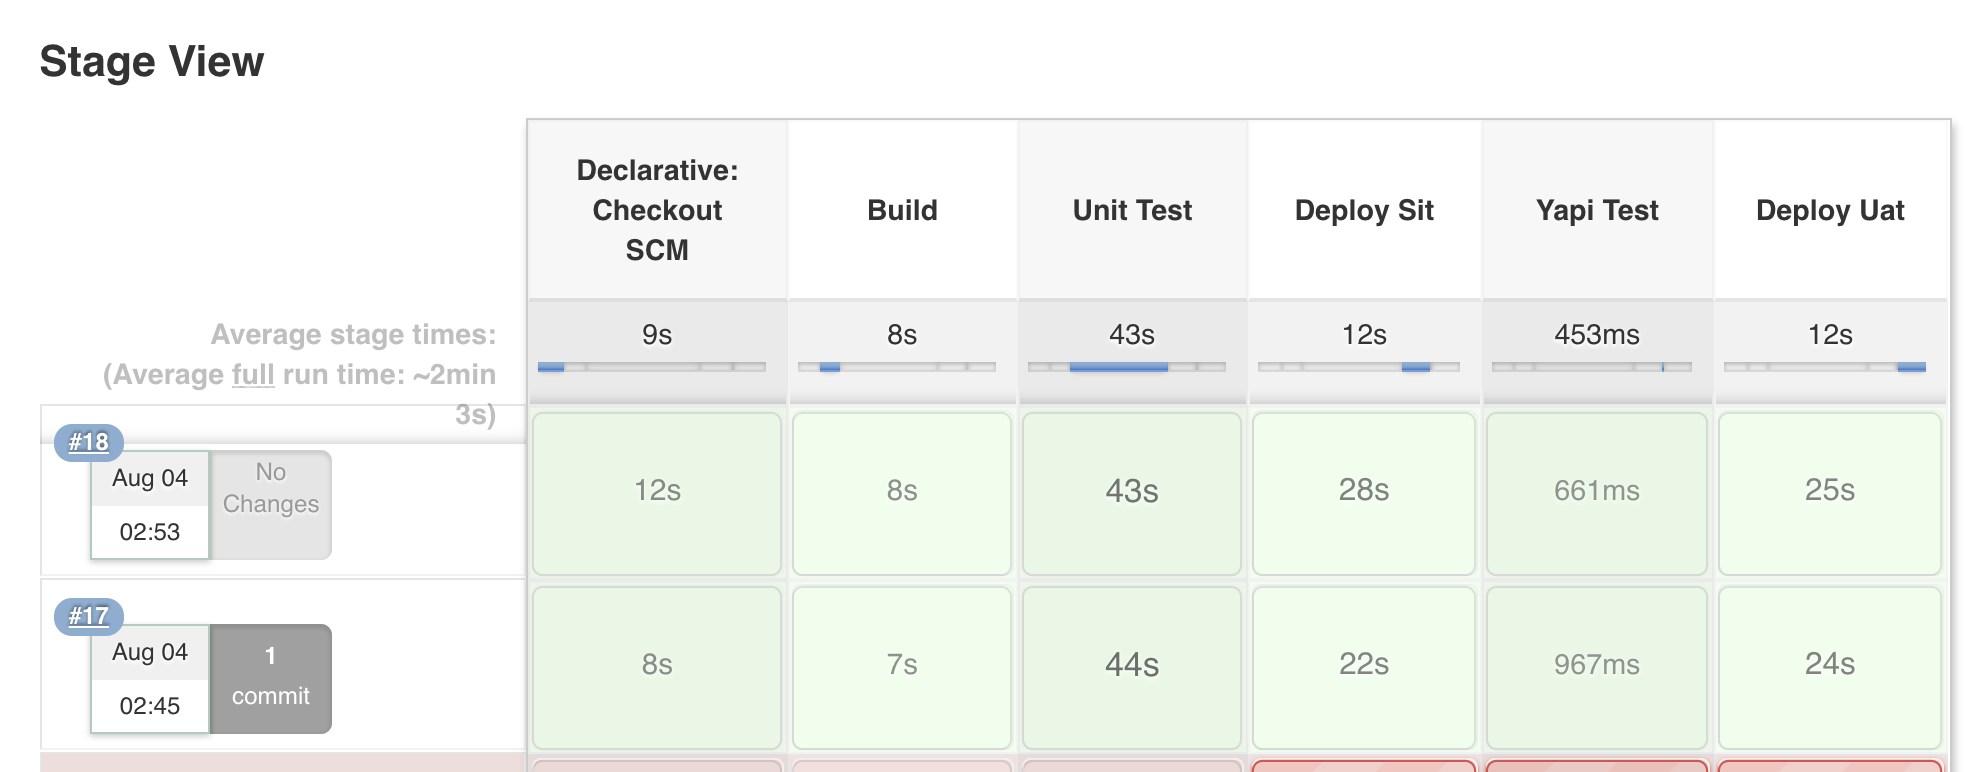 Stage View
Declarative:
Checkout
SCM
Build
Unit Test
Deploy Sit
Yapi Test
Deploy Uat
Average stage times:
(Average full run time: ~2min
3s)
9s
8s
43s
12s
453ms
12s
#18
Aug 04
02:53
No
Changes
12s
8s
43s
28s
661ms
25s
#17
Aug 04
02:45
1
commit
8s
7s
44s
22s
967ms
24s